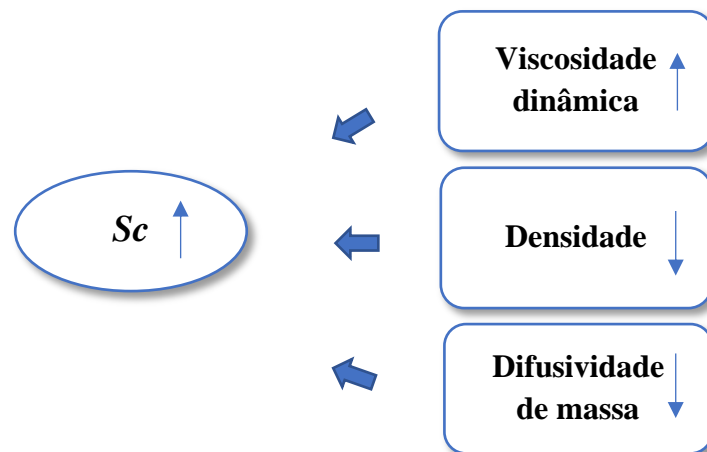 Viscosidade
dinâmica
Sc
Densidade
Difusividade
de massa